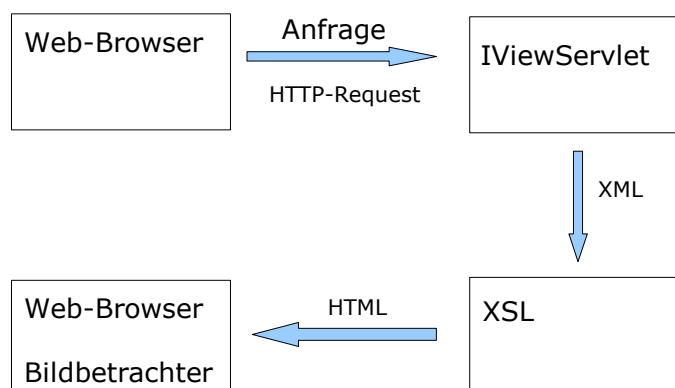 Web-Browser
Anfrage
HTTP-Request
IViewServlet
XML
XSL
HTML
Web-Browser
Bildbetrachter